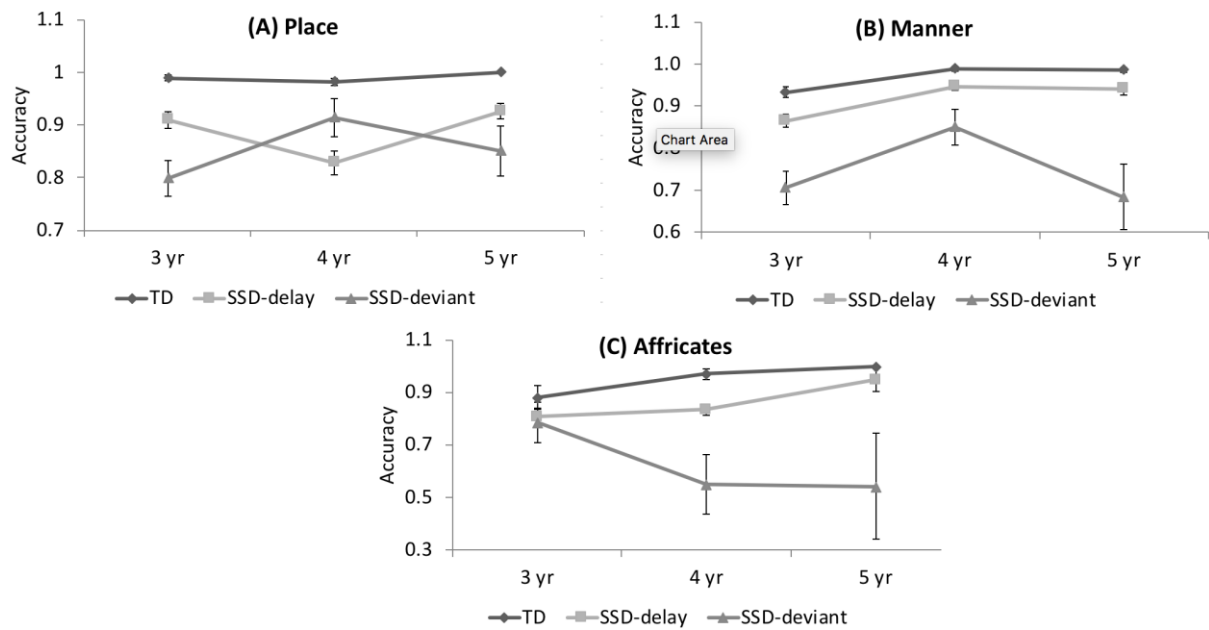 (A) Place
1.1
1
0.9
0.8
0.7
Accuracy
3 yr 4 yr 5 yr
TD SSD-delay SSD-deviant
(B) Manner
1.1
1.0
0.9
0.7
0.6
Accuracy
Chart Area
3 yr 4 yr 5 yr
TD SSD-delay SSD-deviant
(C) Affricates
1.1
0.9
0.7
0.5
0.3
Accuracy
3 yr 4 yr 5 yr
TD SSD-delay SSD-deviant